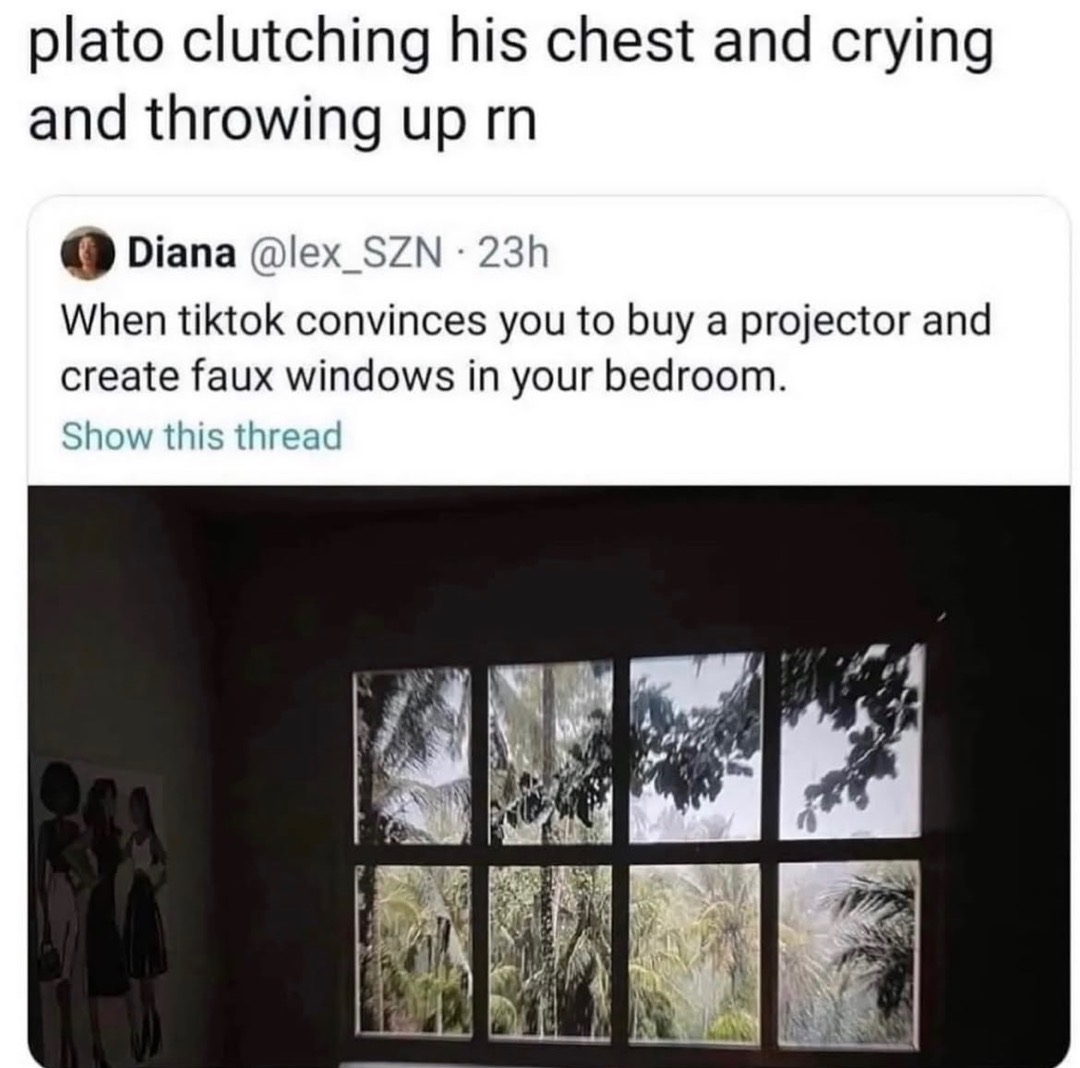 plato clutching his chest and crying
and throwing up rn
Diana @lex_SZN · 23h
When tiktok convinces you to buy a projector and
create faux windows in your bedroom.
Show this thread